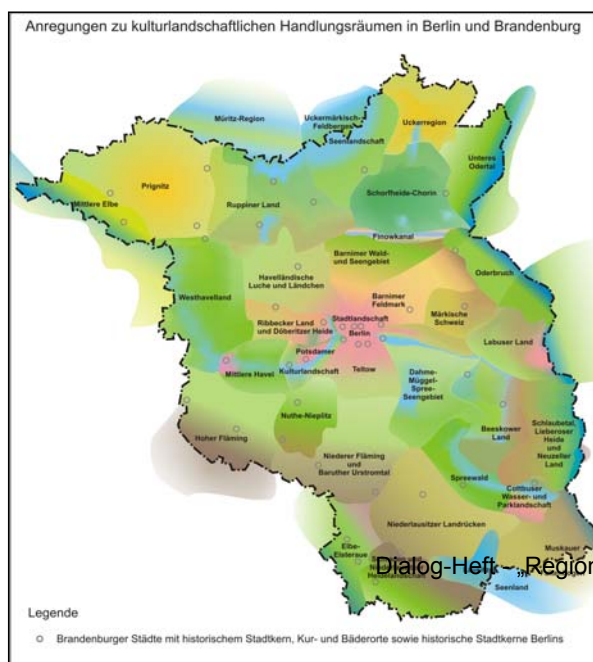 Anregungen zu kulturlandschaftlichen Handlungsräumen in Berlin und Brandenburg
Müritz-Region
Uckermärkisch-
Feldberger
Seenlandschaft
Uckerregion
Unteres
Odertal
Prignitz
Mittlere Elbe
Ruppiner Land
Schorfheide-Chorin
Finowkanal
Barnimer Wald-
und Seengebiet
Oderbruch
Havelländische
Luche und Ländchen
Westhavelland
Barnimer
Feldmark
Märkische
Schweiz
Ribbecker Land
und Döberitzer Heide
Stadtlandschaft
Berlin
Lebuser Land
Potsdamer
Kulturlandschaft
Mittlere Havel
Teltow
Dahme-
Müggel-
Spree-
Seengebiet
Nuthe-Nieplitz
Beeskower
Land
Schlaubetal,
Lieberoser
Heide
und
Neuzeller
Land
Hoher Fläming
Niederer Fläming
und
Baruther Urstromtal
Spreewald
Cottbuser
Wasser- und
Parklandschaft
Niederlausitzer Landrücken
Elbe-
Elsteraue
Muskauer
Dialog-Heft „Region
Heidelandschaft
Seenland
Legende
Brandenburger Städte mit historischem Stadtkern, Kur- und Bäderorte sowie historische Stadtkerne Berlins